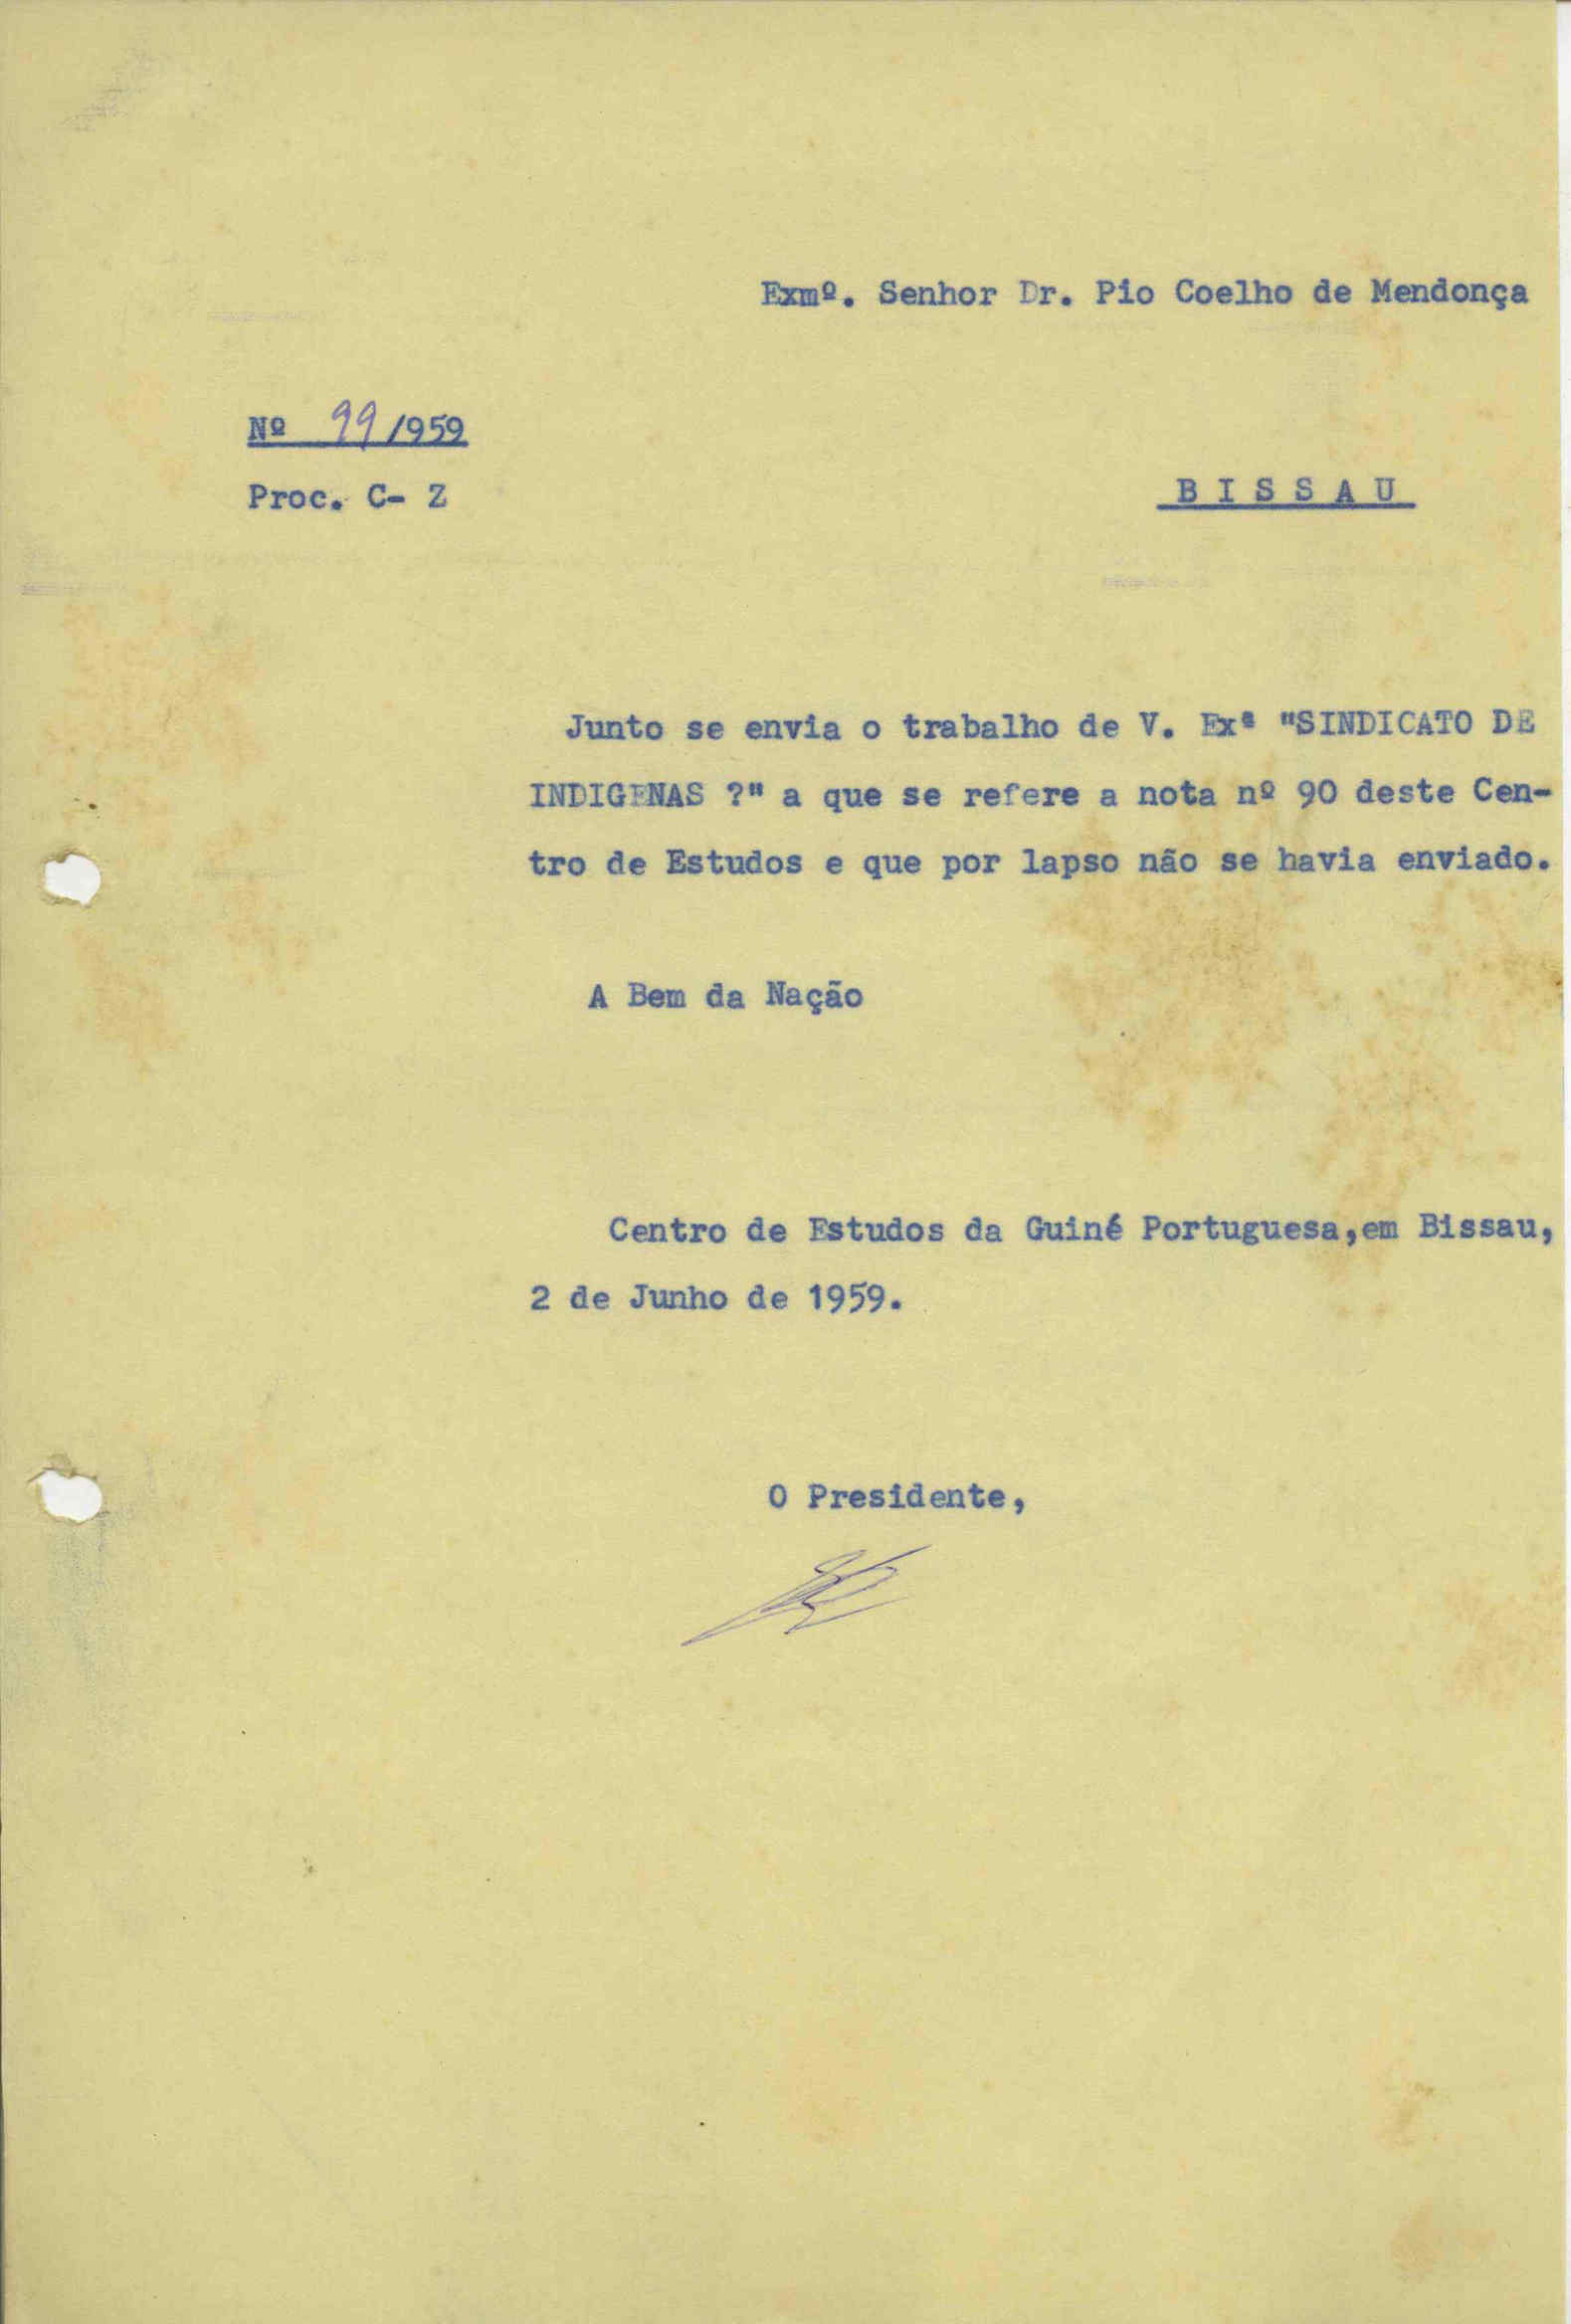 Exmº. Senhor Dr. Pio Coelho de Mendonça
Nº 99/959
Proc. C- Z
B I S S A U
Junto se envia o trabalho de V. Exª "SINDICATO DE
INDIGENAS ?" a que se refere a nota nº 90 deste Cen-
tro de Estudos e que por lapso não se havia enviado.
A Bem da Nação
Centro de Estudos da Guiné Portuguesa,em Bissau,
2 de Junho de 1959.
O Presidente,